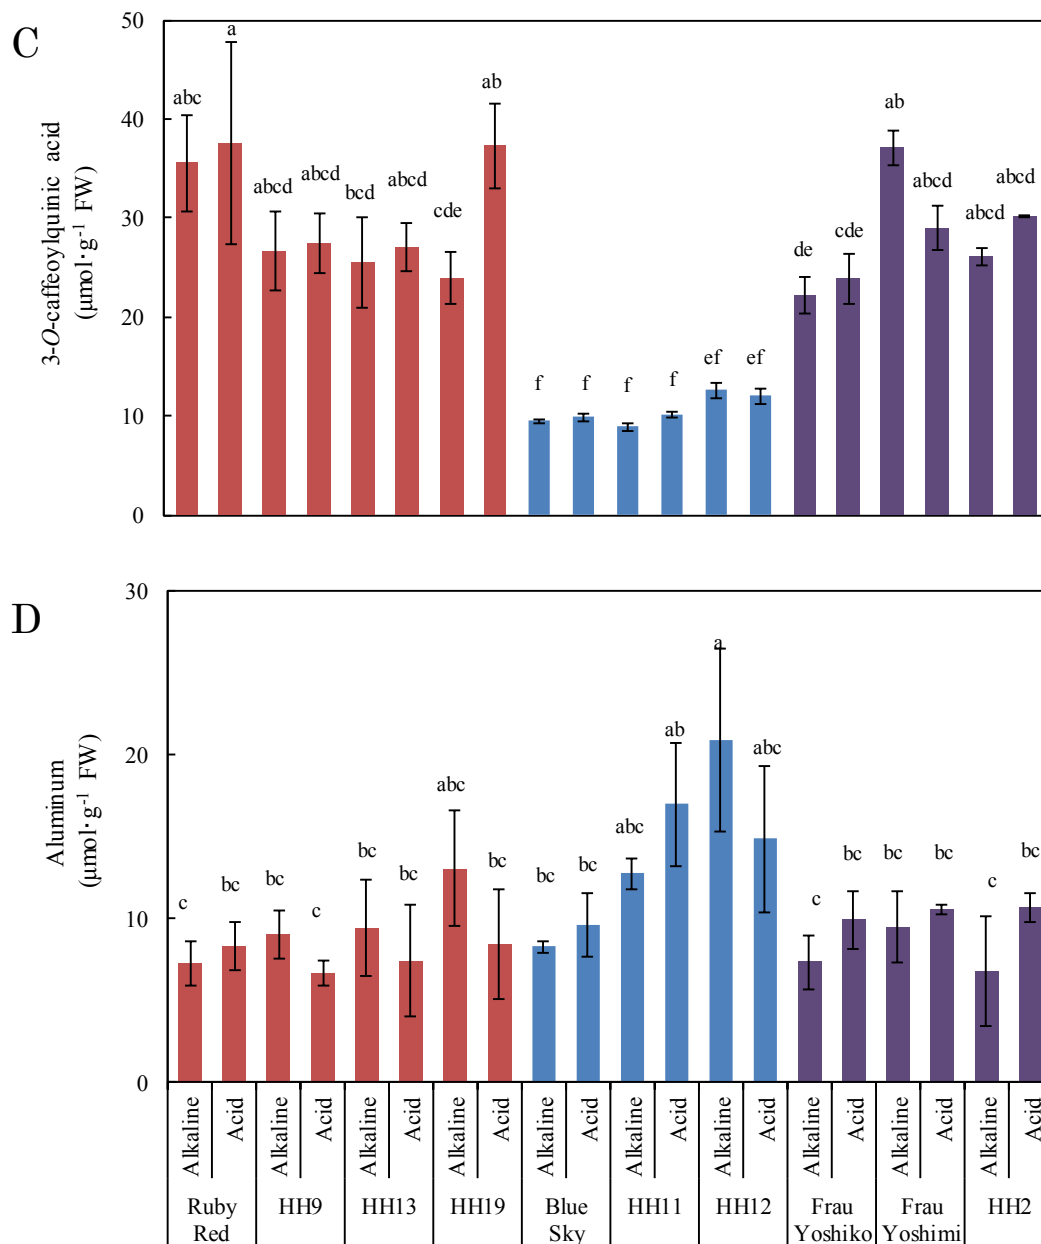 C
3-O-caffeoylquinic acid
(μmol·g-1 FW)
50
40
30
20
10
0
abc
a
abcd
abcd
bcd
abcd
cde
ab
f
f
f
f
ef
ef
de
cde
ab
abcd
abcd
abcd
D
Aluminum
(μmol·g-1 FW)
30
20
10
0
c
bc
bc
c
bc
bc
abc
bc
bc
bc
abc
ab
a
abc
c
bc
bc
bc
c
bc
Alkaline
Acid
Alkaline
Acid
Alkaline
Acid
Alkaline
Acid
Alkaline
Acid
Alkaline
Acid
Alkaline
Acid
Alkaline
Acid
Alkaline
Acid
Alkaline
Acid
Ruby
Red
HH9
HH13
HH19
Blue
Sky
HH11
HH12
Frau
Yoshiko
Frau
Yoshimi
HH2